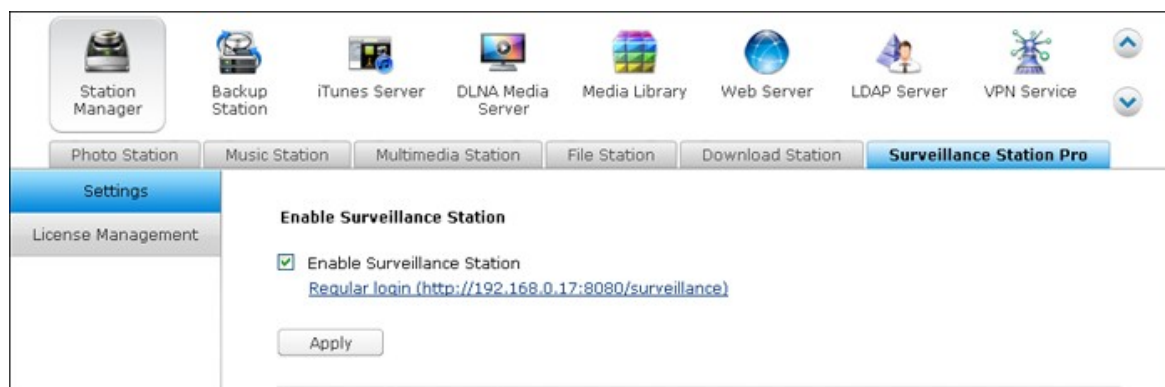 Station Manager
Backup Station
iTunes Server
DLNA Media Server
Media Library
Web Server
LDAP Server
VPN Service
Photo Station
Music Station
Multimedia Station
File Station
Download Station
Surveillance Station Pro
Settings
License Management
Enable Surveillance Station
Enable Surveillance Station
Regular login (http://192.168.0.17:8080/surveillance)
Apply